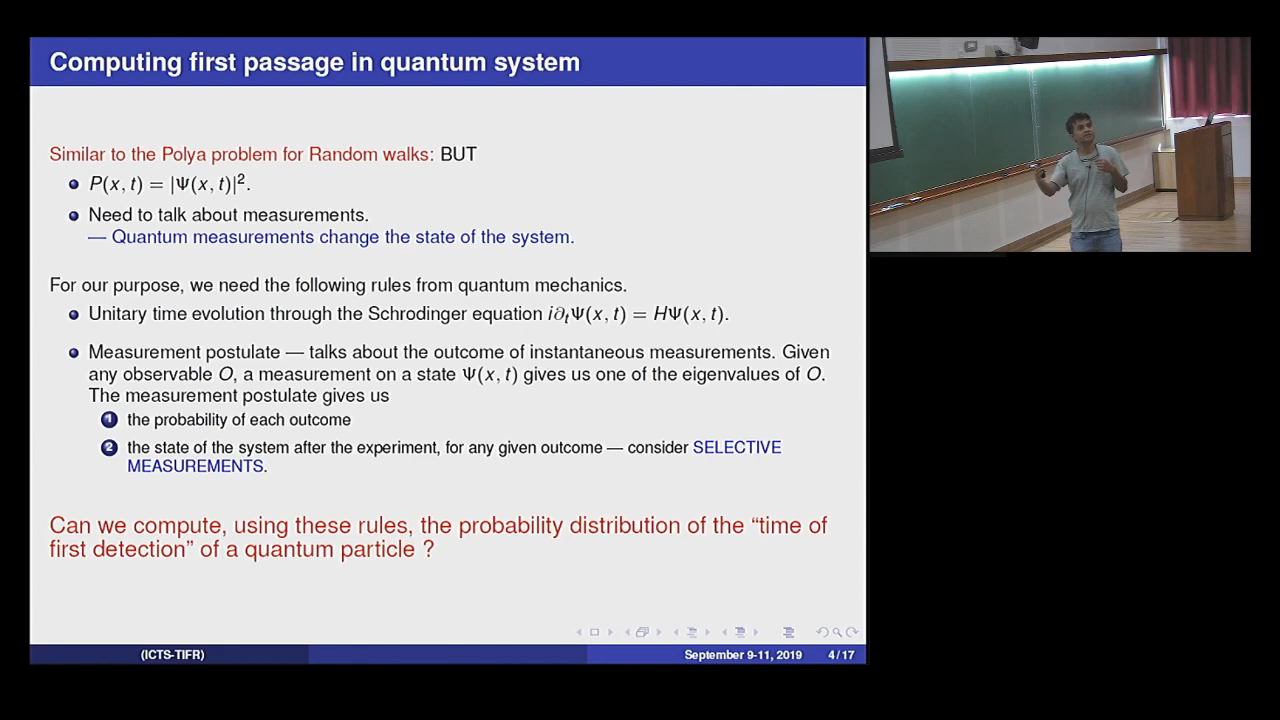 Computing first passage in quantum system
Similar to the Polya problem for Random walks: BUT
P(x, t) = |Ψ(x, t)|².
Need to talk about measurements.
— Quantum measurements change the state of the system.
For our purpose, we need the following rules from quantum mechanics.
Unitary time evolution through the Schrodinger equation i∂ₜΨ(x, t) = HΨ(x, t).
Measurement postulate — talks about the outcome of instantaneous measurements. Given
any observable O, a measurement on a state Ψ(x, t) gives us one of the eigenvalues of O.
The measurement postulate gives us
1 the probability of each outcome
2 the state of the system after the experiment, for any given outcome — consider SELECTIVE
MEASUREMENTS.
Can we compute, using these rules, the probability distribution of the “time of
first detection” of a quantum particle ?
(ICTS-TIFR) September 9-11, 2019 4 / 17